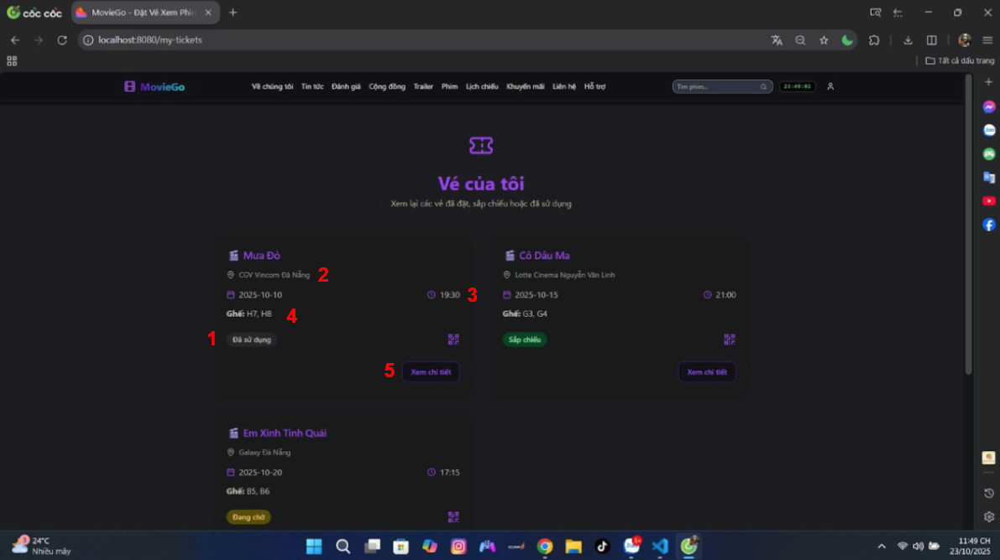 cốc cốc MovieGo - Đặt Vé Xem Phim
localhost:8080/my-tickets
Tất cả dấu trang
MovieGo Về chúng tôi Tin tức Đánh giá Cộng đồng Trailer Phim Lịch chiếu Khuyến mãi Liên hệ Hỗ trợ Tìm phim... 23:49:02
Vé của tôi
Xem lại các vé đã đặt, sắp chiếu hoặc đã sử dụng
Mưa Đỏ
CGV Vincom Đà Nẵng 2
2025-10-10 19:30 3
Ghế: H7, H8 4
1 Đã sử dụng
5 Xem chi tiết
Cô Dâu Ma
Lotte Cinema Nguyễn Văn Linh
2025-10-15 21:00
Ghế: G3, G4
Sắp chiếu
Xem chi tiết
Em Xinh Tinh Quái
Galaxy Đà Nẵng
2025-10-20 17:15
Ghế: B5, B6
Đang chờ
24°C
Nhiều mây
11:49 CH
23/10/2025